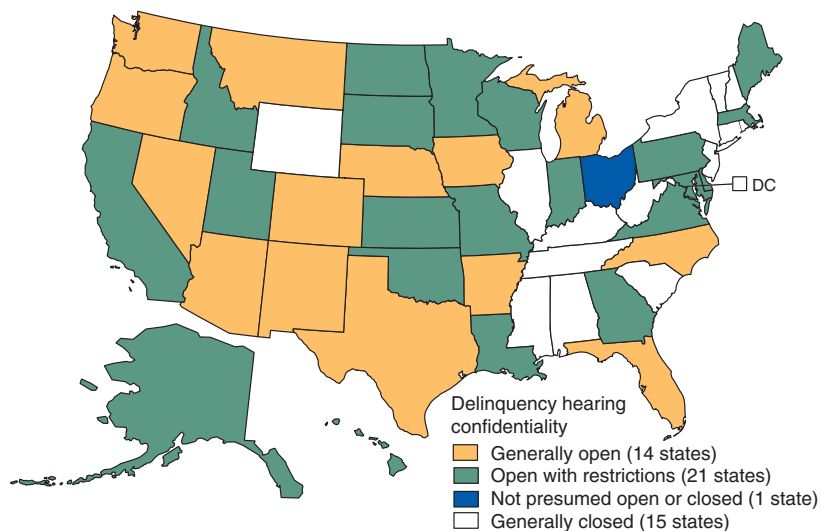 DC
Delinquency hearing
confidentiality
Generally open (14 states)
Open with restrictions (21 states)
Not presumed open or closed (1 state)
Generally closed (15 states)